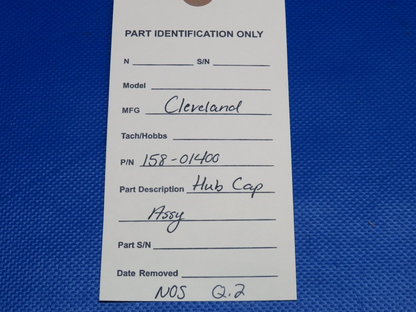 PART IDENTIFICATION ONLY
N S/N
Model
MFG Cleveland
Tach/Hobbs
P/N 158-01400
Part Description Hub Cap
Assy
Part S/N
Date Removed
NOS Q.2